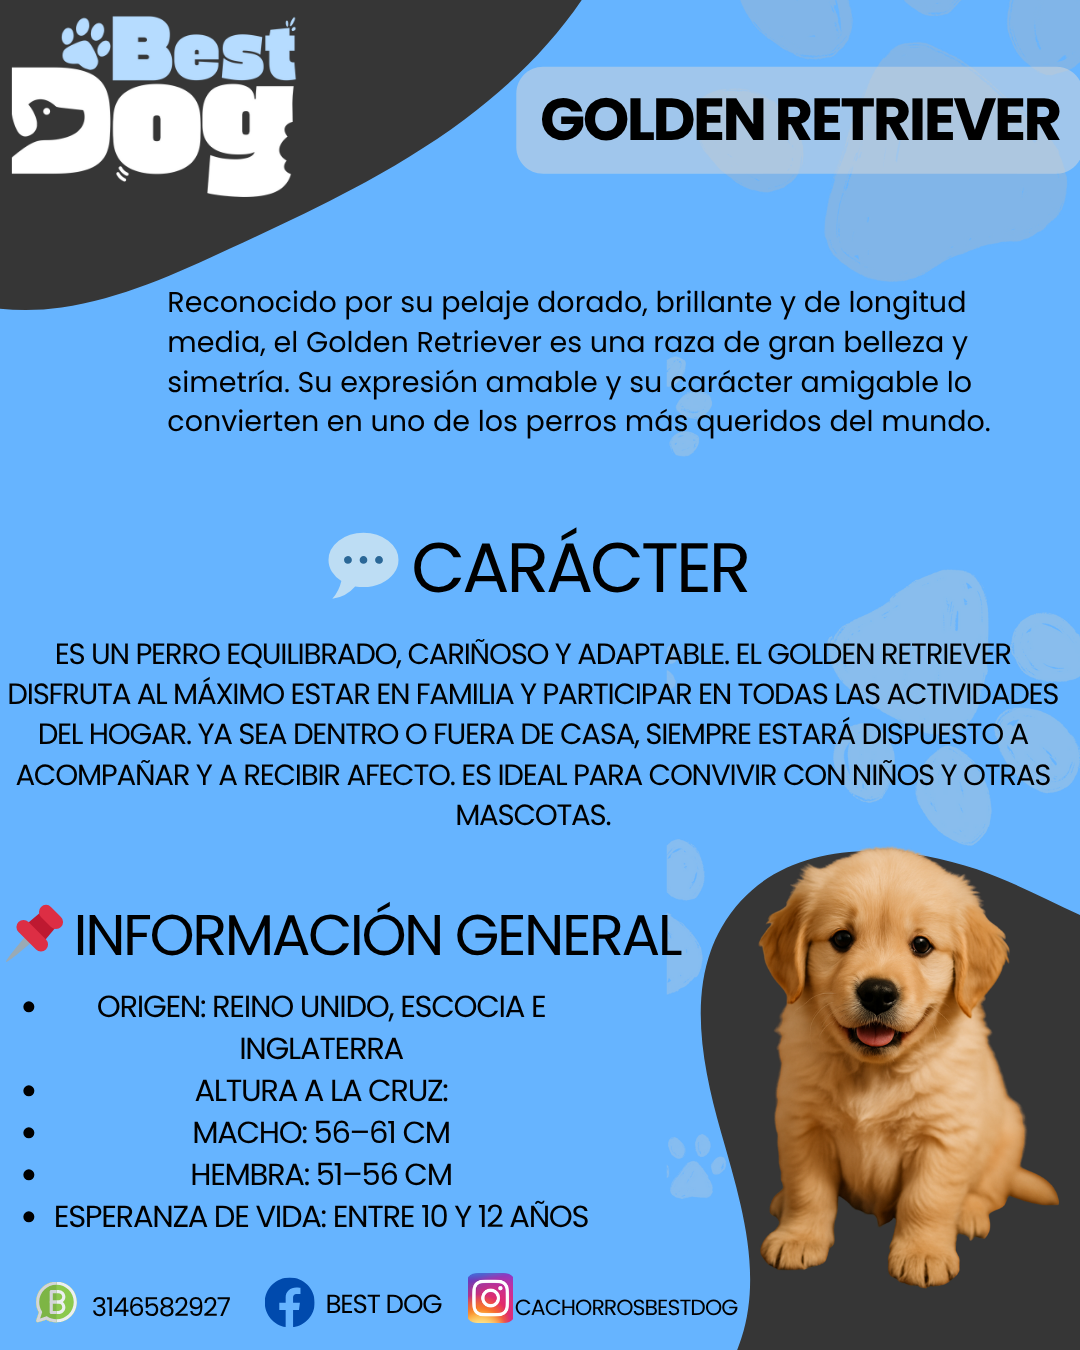 Best
Dog
GOLDEN RETRIEVER
Reconocido por su pelaje dorado, brillante y de longitud
media, el Golden Retriever es una raza de gran belleza y
simetría. Su expresión amable y su carácter amigable lo
convierten en uno de los perros más queridos del mundo.
CARÁCTER
ES UN PERRO EQUILIBRADO, CARIÑOSO Y ADAPTABLE. EL GOLDEN RETRIEVER
DISFRUTA AL MÁXIMO ESTAR EN FAMILIA Y PARTICIPAR EN TODAS LAS ACTIVIDADES
DEL HOGAR. YA SEA DENTRO O FUERA DE CASA, SIEMPRE ESTARÁ DISPUESTO A
ACOMPAÑAR Y A RECIBIR AFECTO. ES IDEAL PARA CONVIVIR CON NIÑOS Y OTRAS
MASCOTAS.
INFORMACIÓN GENERAL
• ORIGEN: REINO UNIDO, ESCOCIA E
INGLATERRA
• ALTURA A LA CRUZ:
• MACHO: 56–61 CM
• HEMBRA: 51–56 CM
• ESPERANZA DE VIDA: ENTRE 10 Y 12 AÑOS
3146582927 BEST DOG CACHORROSBESTDOG